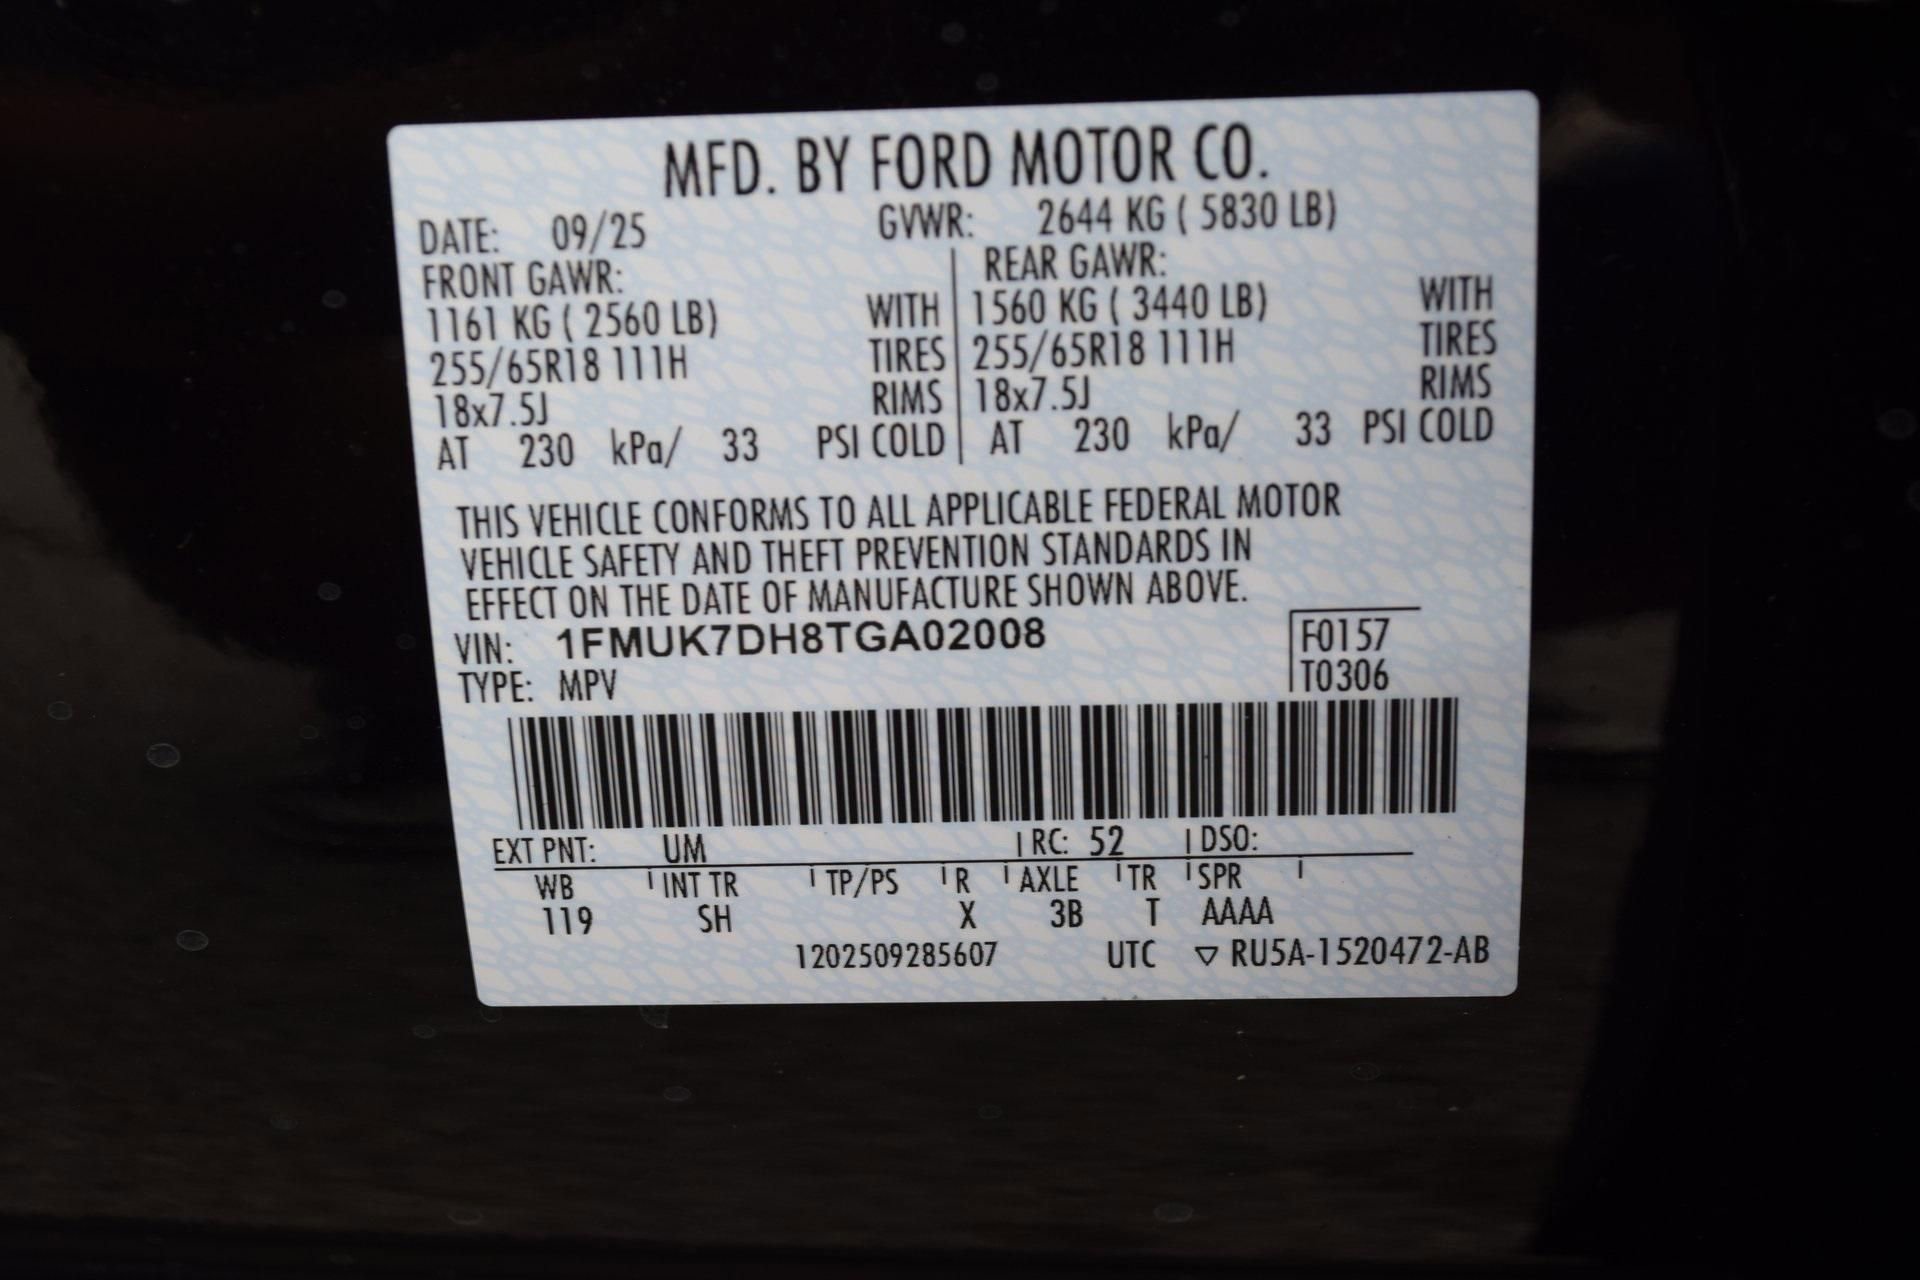 MFD. BY FORD MOTOR CO.
DATE: 09/25 GVWR: 2644 KG ( 5830 LB)
FRONT GAWR: REAR GAWR:
1161 KG ( 2560 LB) WITH 1560 KG ( 3440 LB) WITH
255/65R18 111H TIRES 255/65R18 111H TIRES
18x7.5J RIMS 18x7.5J RIMS
AT 230 kPa/ 33 PSI COLD AT 230 kPa/ 33 PSI COLD
THIS VEHICLE CONFORMS TO ALL APPLICABLE FEDERAL MOTOR
VEHICLE SAFETY AND THEFT PREVENTION STANDARDS IN
EFFECT ON THE DATE OF MANUFACTURE SHOWN ABOVE.
VIN: 1FMUK7DH8TGA02008 F0157
TYPE: MPV T0306
EXT PNT: UM RC: 52 DSO:
WB INT TR TP/PS R AXLE TR SPR
119 SH X 3B T AAAA
1202509285607 UTC ▽ RU5A-1520472-AB